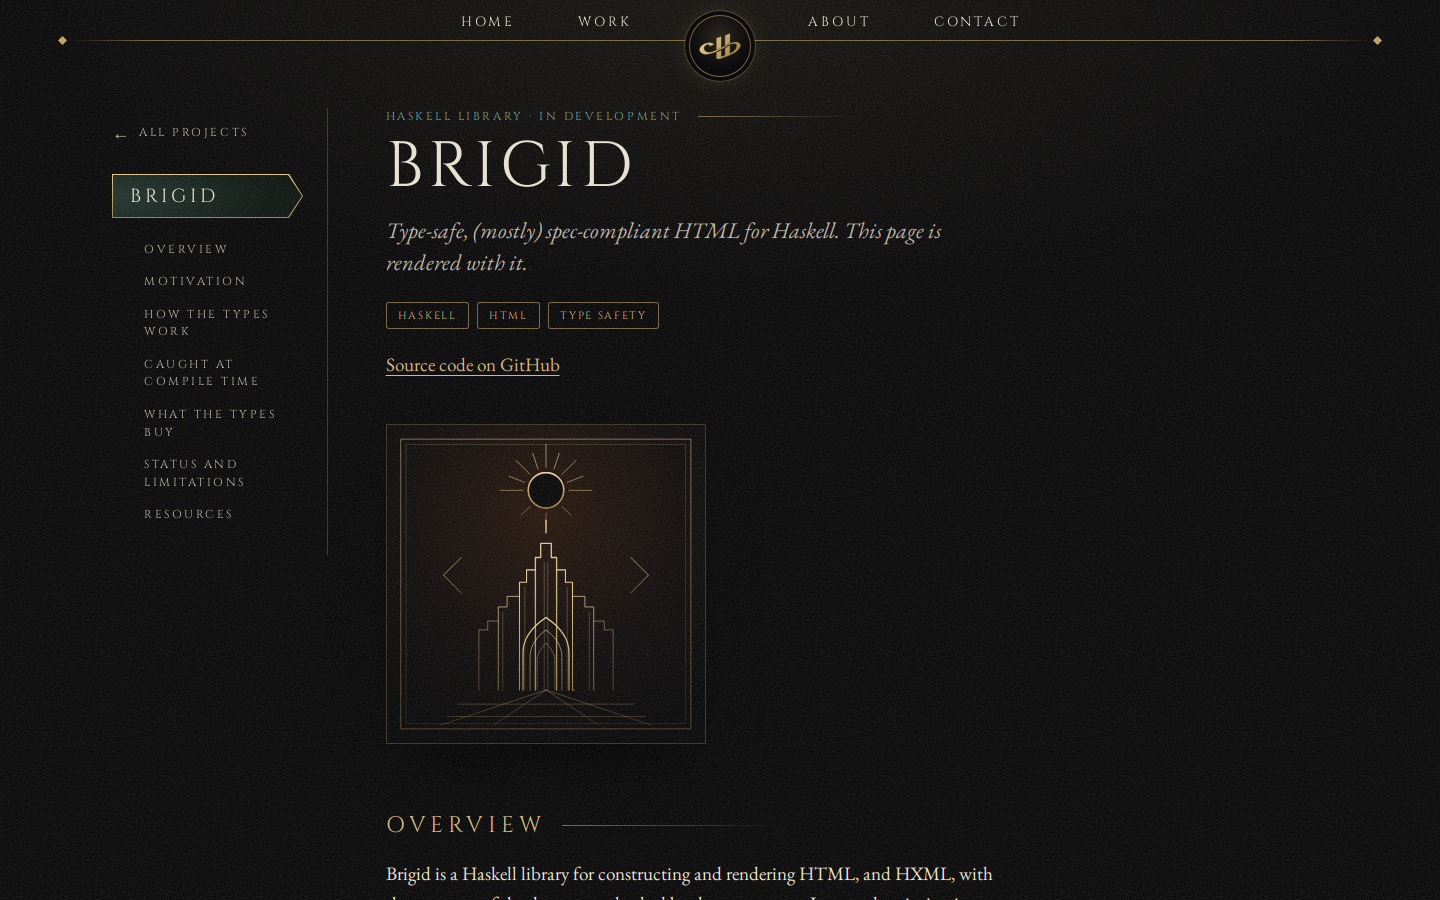 HOME
WORK
ABOUT
CONTACT
← ALL PROJECTS
BRIGID
OVERVIEW
MOTIVATION
HOW THE TYPES
WORK
CAUGHT AT
COMPILE TIME
WHAT THE TYPES
BUY
STATUS AND
LIMITATIONS
RESOURCES
HASKELL LIBRARY · IN DEVELOPMENT
BRIGID
Type-safe, (mostly) spec-compliant HTML for Haskell. This page is
rendered with it.
HASKELL
HTML
TYPE SAFETY
Source code on GitHub
OVERVIEW
Brigid is a Haskell library for constructing and rendering HTML, and HXML, with